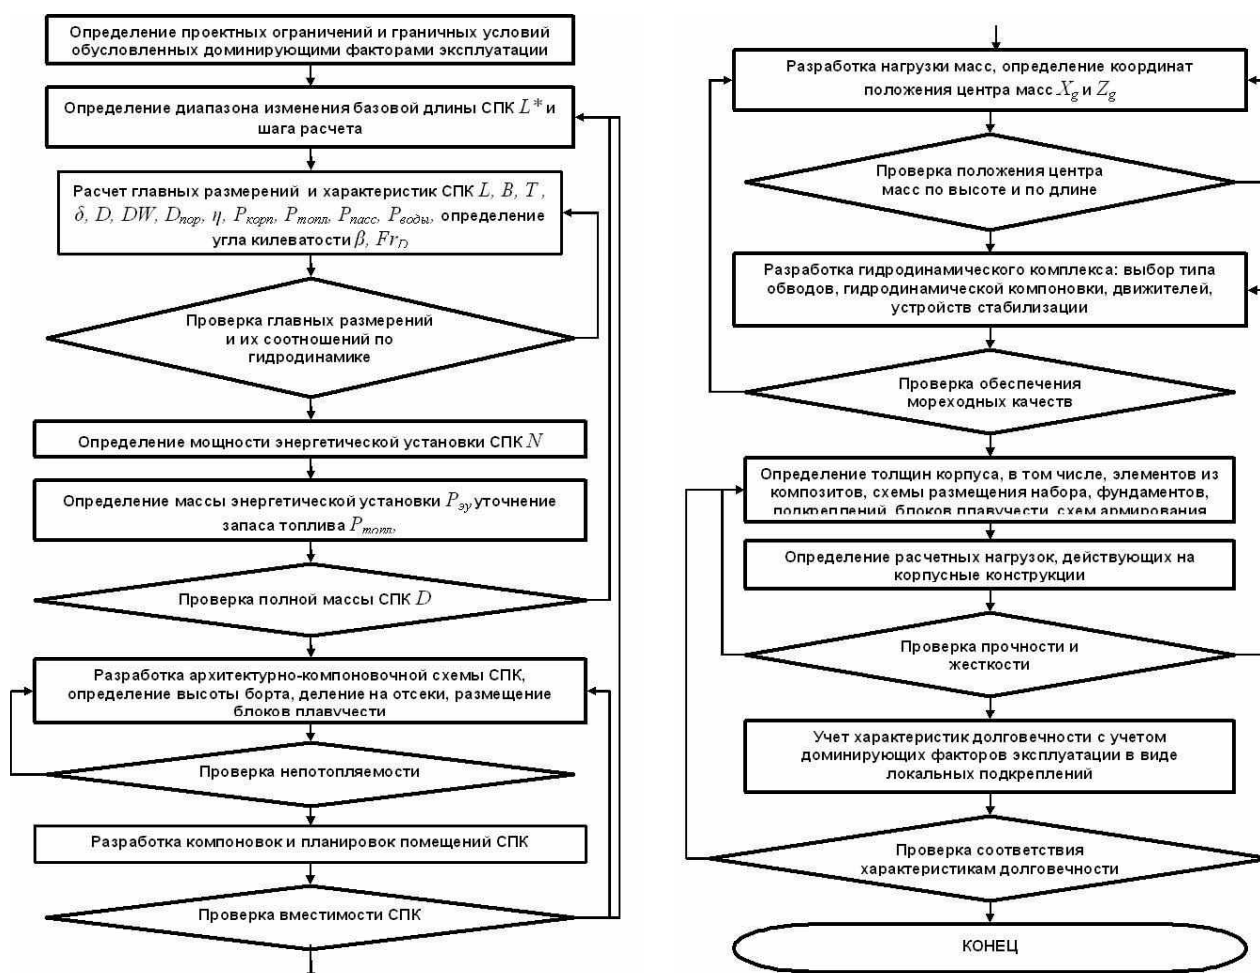 Определение проектных ограничений и граничных условий
обусловленных доминирующими факторами эксплуатации
Определение диапазона изменения базовой длины СПК L* и
шага расчета
Расчет главных размерений и характеристик СПК L, B, T,
δ, D, DW, Dпор, η, Pкорп, Pтопл, Pпасс, Pводы, определение
угла килеватости β, FrD
Проверка главных размерений
и их соотношений по
гидродинамике
Определение мощности энергетической установки СПК N
Определение массы энергетической установки Pэу уточнение
запаса топлива Pтопл,
Проверка полной массы СПК D
Разработка архитектурно-компоновочной схемы СПК,
определение высоты борта, деление на отсеки, размещение
блоков плавучести
Проверка непотопляемости
Разработка компоновок и планировок помещений СПК
Проверка вместимости СПК
Разработка нагрузки масс, определение координат
положения центра масс Xg и Zg
Проверка положения центра
масс по высоте и по длине
Разработка гидродинамического комплекса: выбор типа
обводов, гидродинамической компоновки, движителей,
устройств стабилизации
Проверка обеспечения
мореходных качеств
Определение толщин корпуса, в том числе, элементов из
композитов, схемы размещения набора, фундаментов,
подкреплений, блоков плавучести, схем армирования
Определение расчетных нагрузок, действующих на
корпусные конструкции
Проверка прочности и
жесткости
Учет характеристик долговечности с учетом
доминирующих факторов эксплуатации в виде
локальных подкреплений
Проверка соответствия
характеристикам долговечности
КОНЕЦ